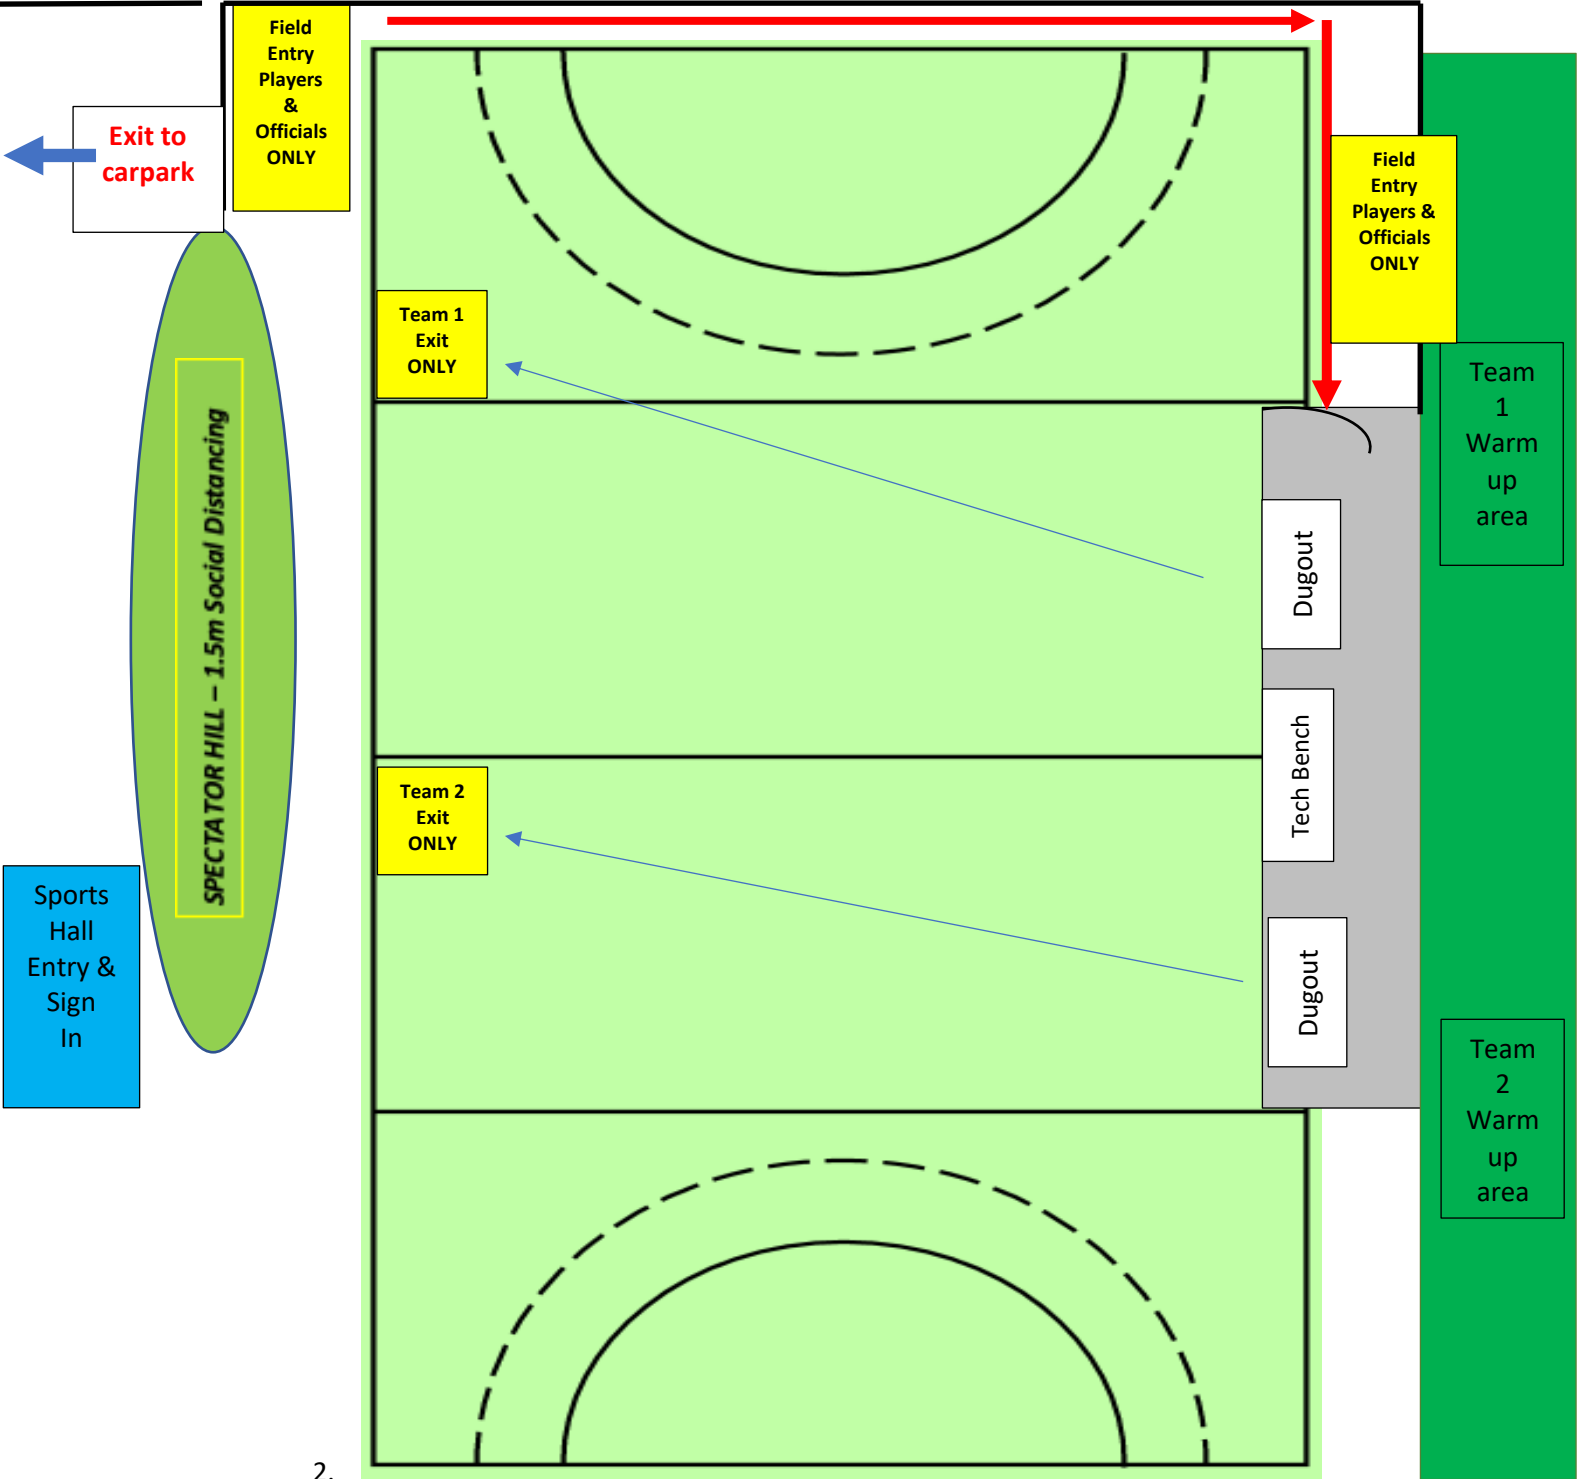 Field
Entry
Players
&
Officials
ONLY
Exit to
carpark
Field
Entry
Players &
Officials
ONLY
Team 1
Exit
ONLY
Team
1
Warm
up
area
SPECTATOR HILL – 1.5m Social Distancing
Dugout
Tech Bench
Team 2
Exit
ONLY
Sports
Hall
Entry &
Sign
In
Dugout
Team
2
Warm
up
area
2.